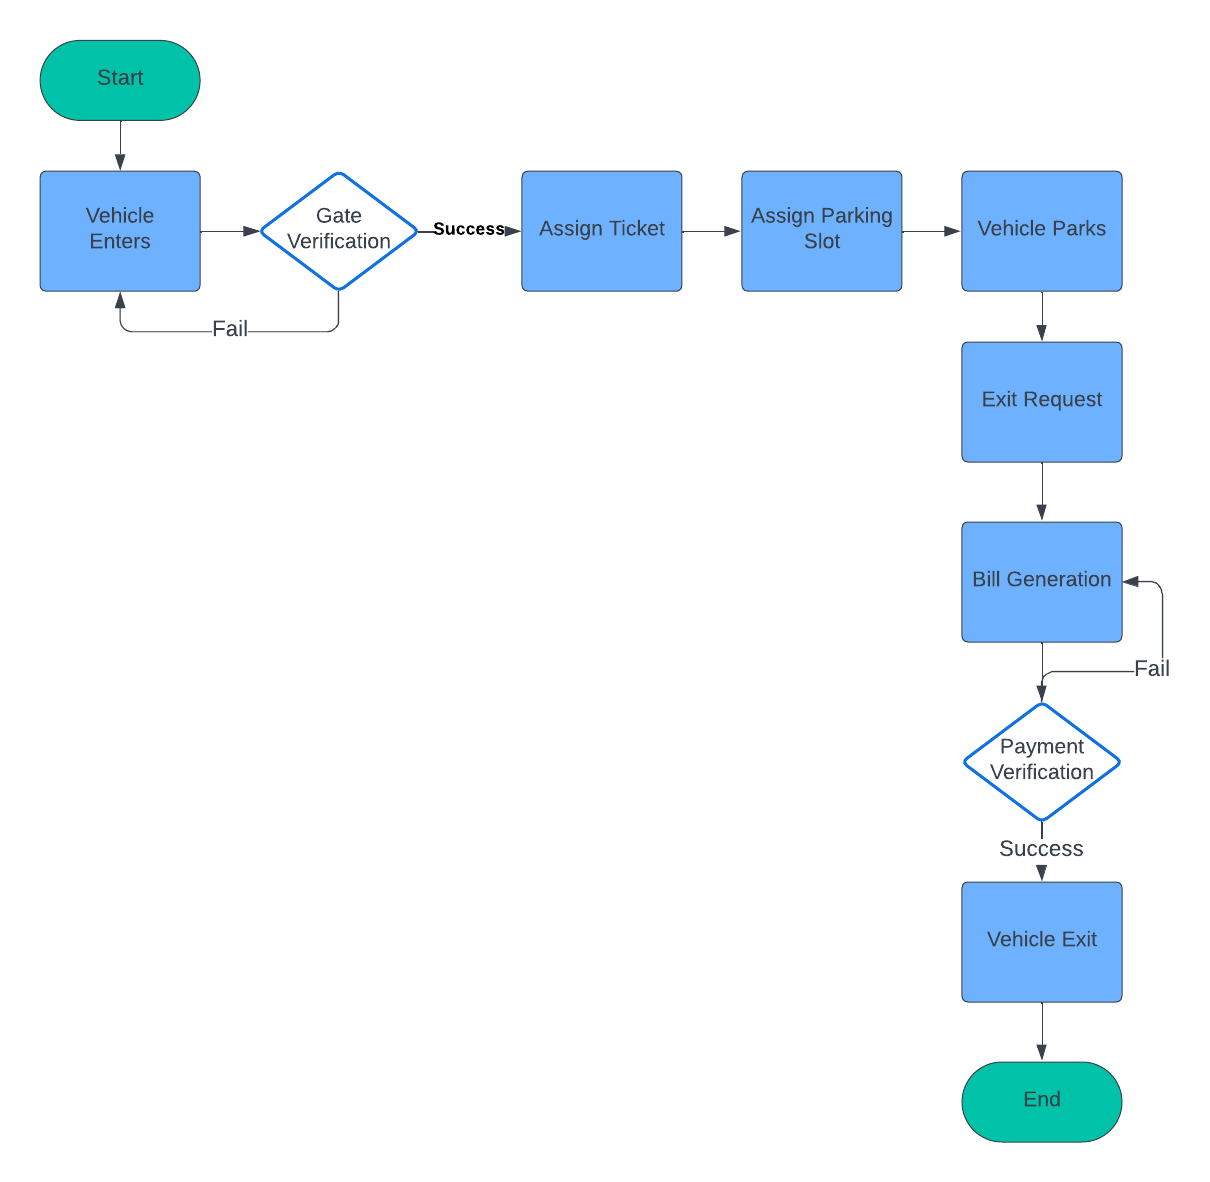 Start
Vehicle
Enters
Gate
Verification
Success
Assign Ticket
Assign Parking
Slot
Vehicle Parks
Fail
Exit Request
Bill Generation
Fail
Payment
Verification
Success
Vehicle Exit
End